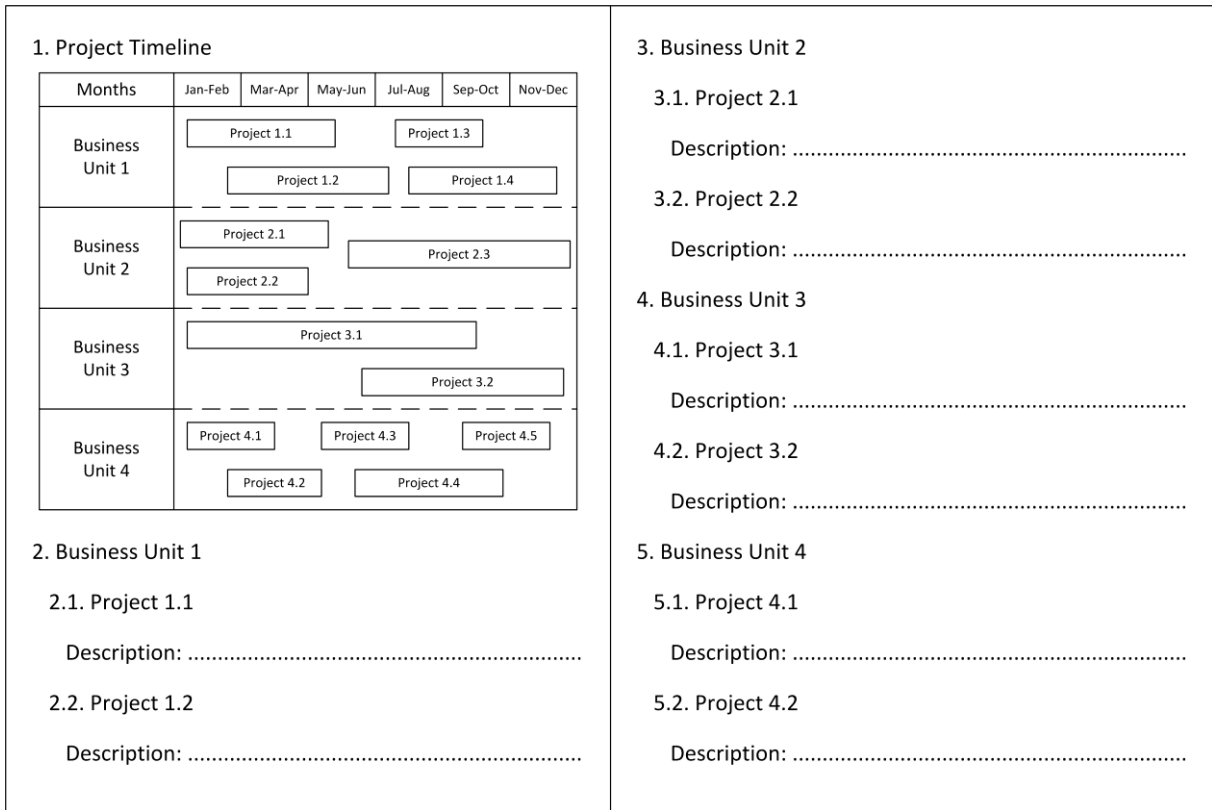 1. Project Timeline
Months Jan-Feb Mar-Apr May-Jun Jul-Aug Sep-Oct Nov-Dec
Business
Unit 1
Project 1.1
Project 1.3
Project 1.2
Project 1.4
Business
Unit 2
Project 2.1
Project 2.3
Project 2.2
Business
Unit 3
Project 3.1
Project 3.2
Business
Unit 4
Project 4.1
Project 4.3
Project 4.5
Project 4.2
Project 4.4
2. Business Unit 1
2.1. Project 1.1
Description: ..................................................................
2.2. Project 1.2
Description: ..................................................................
3. Business Unit 2
3.1. Project 2.1
Description: ..................................................................
3.2. Project 2.2
Description: ..................................................................
4. Business Unit 3
4.1. Project 3.1
Description: ..................................................................
4.2. Project 3.2
Description: ..................................................................
5. Business Unit 4
5.1. Project 4.1
Description: ..................................................................
5.2. Project 4.2
Description: ..................................................................